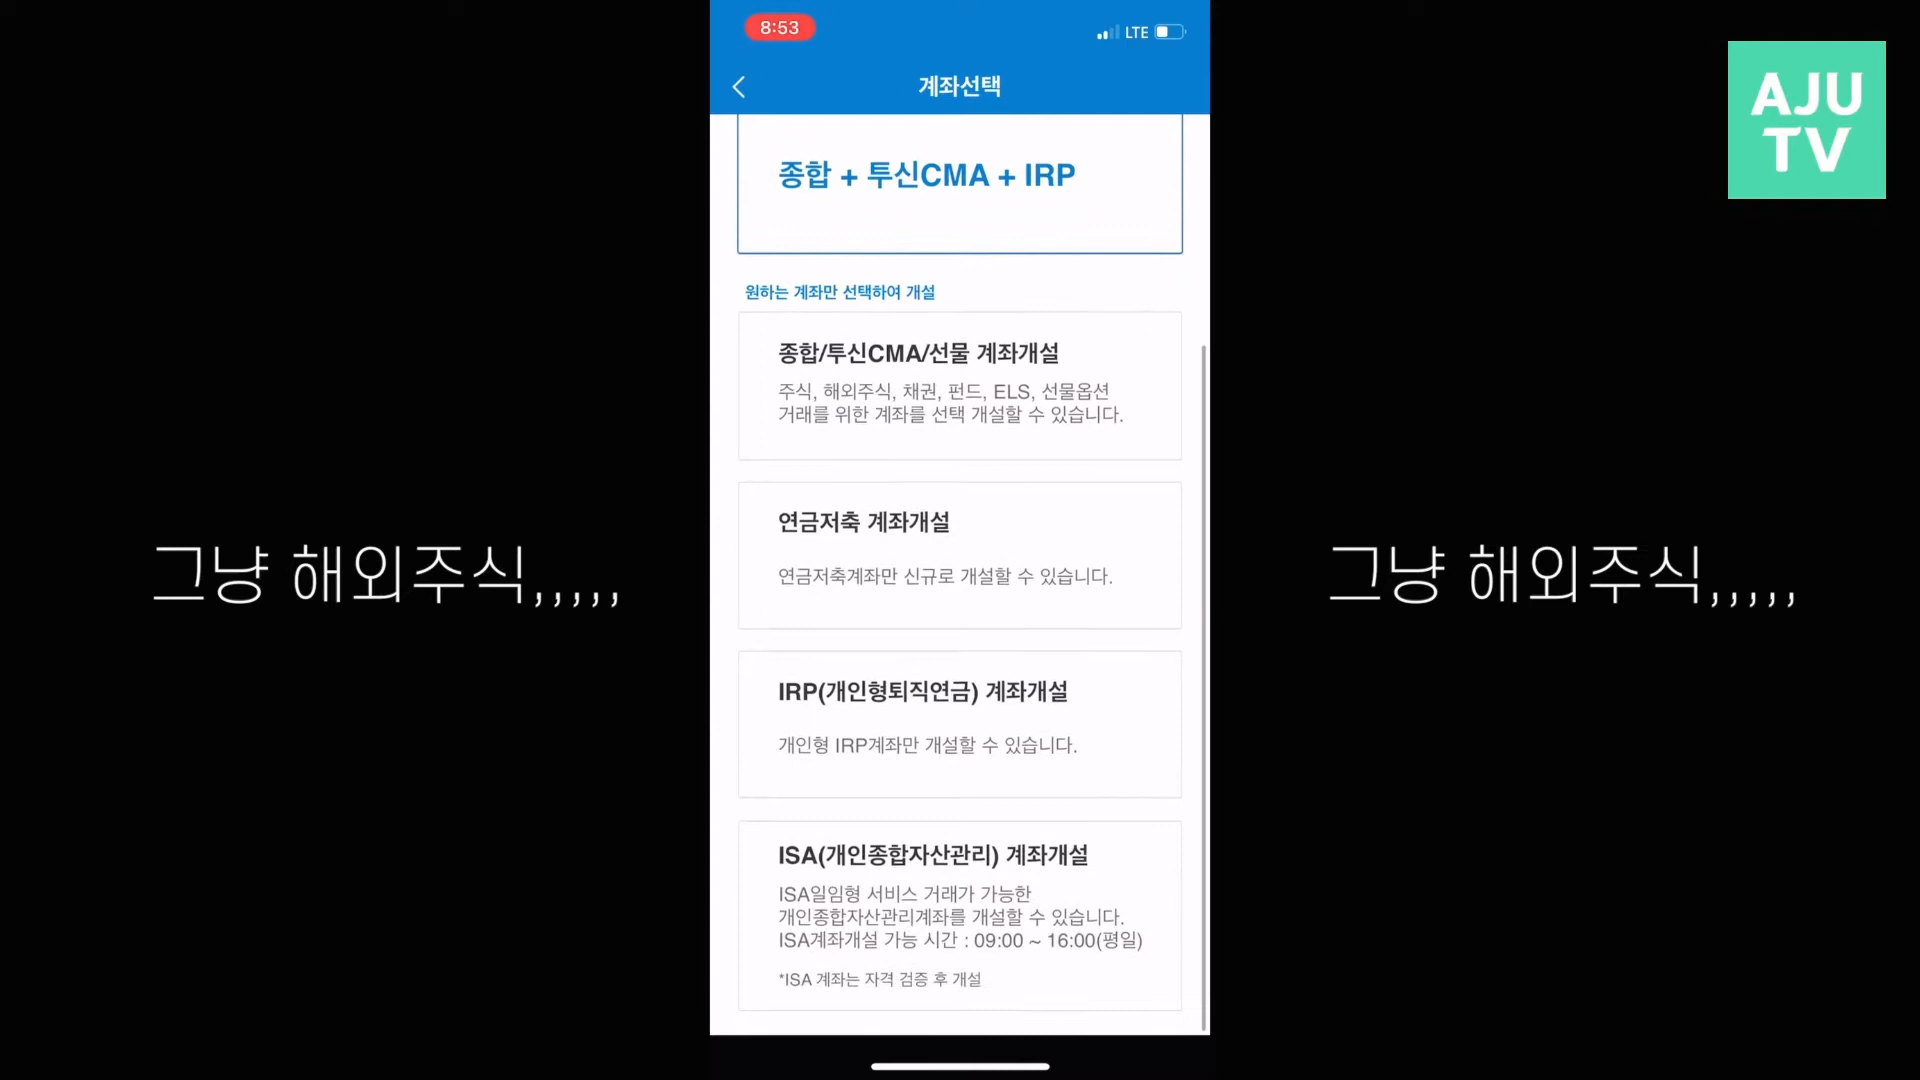 8:53
LTE
계좌선택
AJU
TV
종합 + 투신CMA + IRP
원하는 계좌만 선택하여 개설
종합/투신CMA/선물 계좌개설
주식, 해외주식, 채권, 펀드, ELS, 선물옵션
거래를 위한 계좌를 선택 개설할 수 있습니다.
연금저축 계좌개설
연금저축계좌만 신규로 개설할 수 있습니다.
그냥 해외주식,,,,,
그냥 해외주식,,,,,
IRP(개인형퇴직연금) 계좌개설
개인형 IRP계좌만 개설할 수 있습니다.
ISA(개인종합자산관리) 계좌개설
ISA일임형 서비스 거래가 가능한
개인종합자산관리계좌를 개설할 수 있습니다.
ISA계좌개설 가능 시간 : 09:00 ~ 16:00(평일)
*ISA 계좌는 자격 검증 후 개설